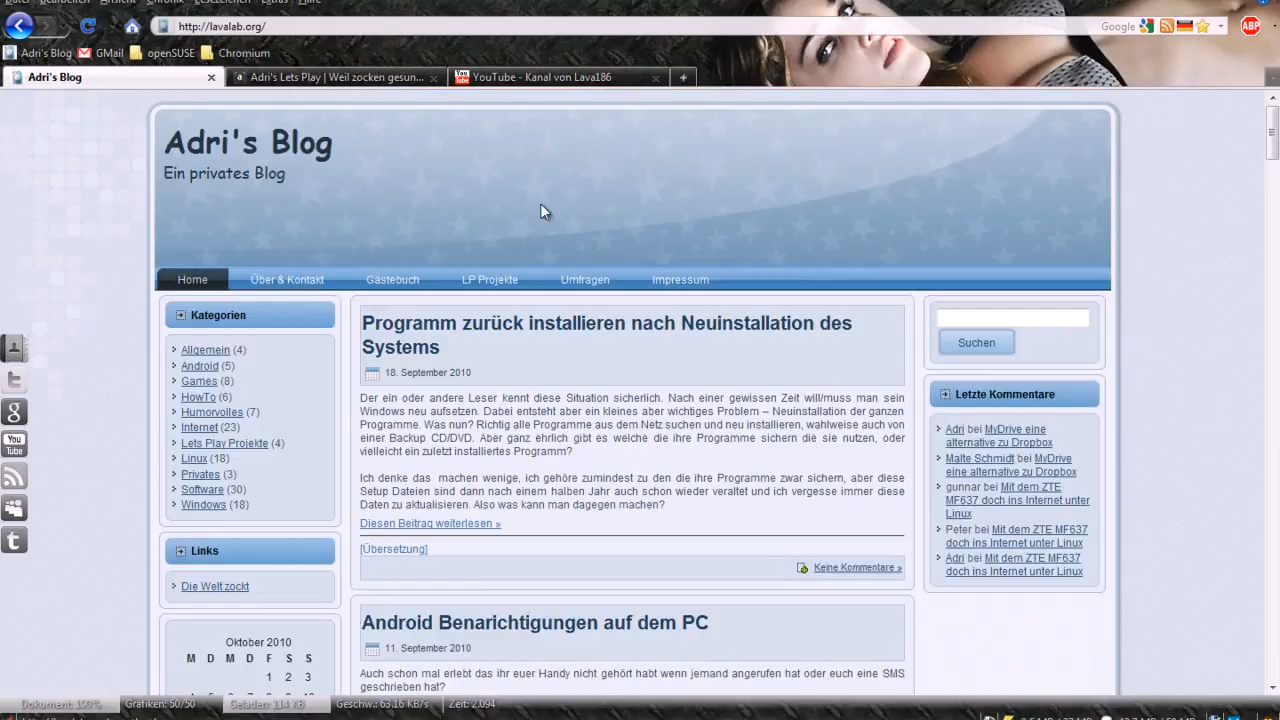 Datei Bearbeiten Ansicht Chronik Lesezeichen Extras Hilfe
http://lavalab.org/
Google
ABP
Adri's Blog GMail openSUSE Chromium
Adri's Blog
a Adri's Lets Play | Weil zocken gesun...
YouTube - Kanal von Lava186
Adri's Blog
Ein privates Blog
Home Über & Kontakt Gästebuch LP Projekte Umfragen Impressum
Kategorien
Allgemein (4)
Android (5)
Games (8)
HowTo (6)
Humorvolles (7)
Internet (23)
Lets Play Projekte (4)
Linux (18)
Privates (3)
Software (30)
Windows (18)
Links
Die Welt zockt
Oktober 2010
M D M D F S S
1 2 3
Programm zurück installieren nach Neuinstallation des
Systems
18. September 2010
Der ein oder andere Leser kennt diese Situation sicherlich. Nach einer gewissen Zeit will/muss man sein
Windows neu aufsetzen. Dabei entsteht aber ein kleines aber wichtiges Problem – Neuinstallation der ganzen
Programme. Was nun? Richtig alle Programme aus dem Netz suchen und neu installieren, wahlweise auch von
einer Backup CD/DVD. Aber ganz ehrlich gibt es welche die ihre Programme sichern die sie nutzen, oder
vielleicht ein zuletzt installiertes Programm?
Ich denke das machen wenige, ich gehöre zumindest zu den die ihre Programme zwar sichern, aber diese
Setup Dateien sind dann nach einem halben Jahr auch schon wieder veraltet und ich vergesse immer diese
Daten zu aktualisieren. Also was kann man dagegen machen?
Diesen Beitrag weiterlesen »
[Übersetzung]
Keine Kommentare »
Android Benarichtigungen auf dem PC
11. September 2010
Auch schon mal erlebt das ihr euer Handy nicht gehört habt wenn jemand angerufen hat oder euch eine SMS
geschrieben hat?
Suchen
Letzte Kommentare
Adri bei MyDrive eine
alternative zu Dropbox
Malte Schmidt bei MyDrive
eine alternative zu Dropbox
gunnar bei Mit dem ZTE
MF637 doch ins Internet unter
Linux
Peter bei Mit dem ZTE MF637
doch ins Internet unter Linux
Adri bei Mit dem ZTE MF637
doch ins Internet unter Linux
Dokument: 100% Grafiken: 50/50 Geladen: 114 KB Geschw.: 63.16 KB/s Zeit: 2.094